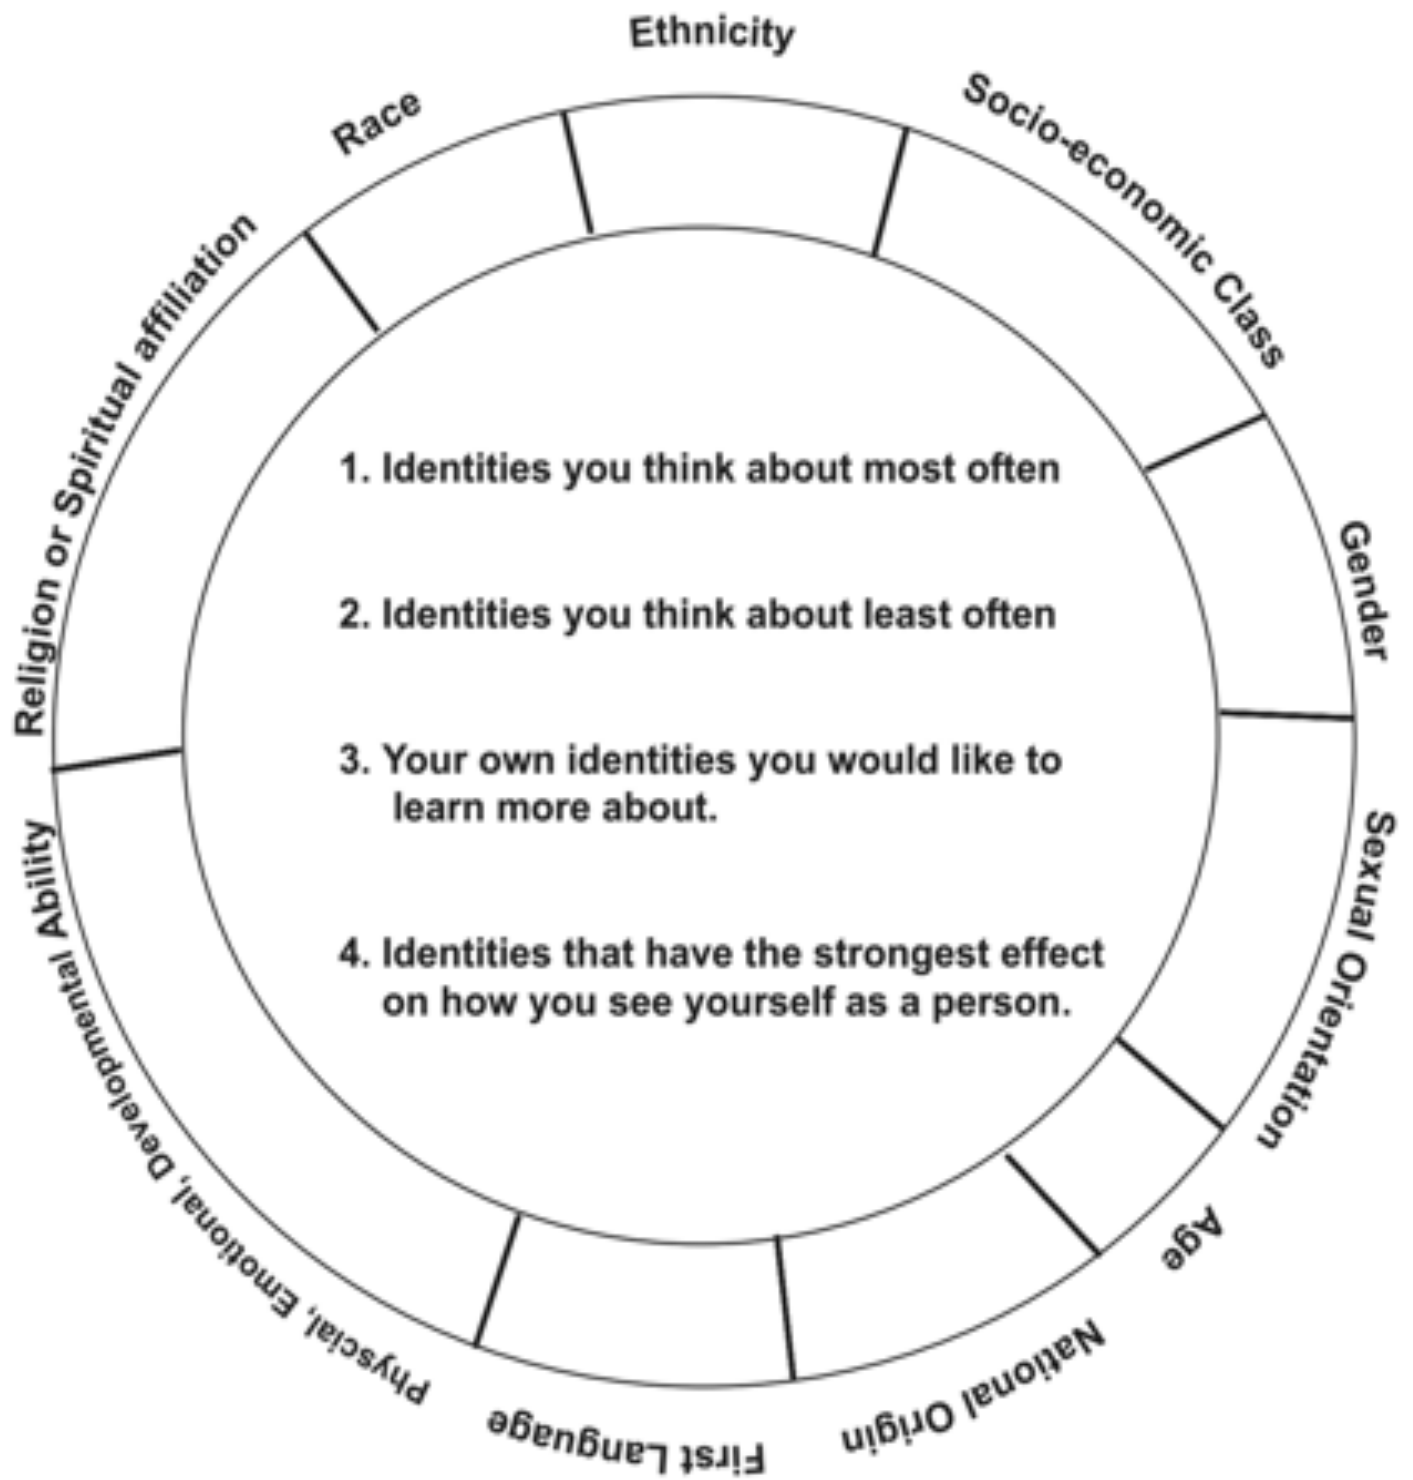 Ethnicity
Socio-economic Class
Gender
Sexual Orientation
Age
National Origin
First Language
Physcial, Emotional, Developmental Ability
Religion or Spiritual affiliation
Race
1. Identities you think about most often
2. Identities you think about least often
3. Your own identities you would like to
learn more about.
4. Identities that have the strongest effect
on how you see yourself as a person.